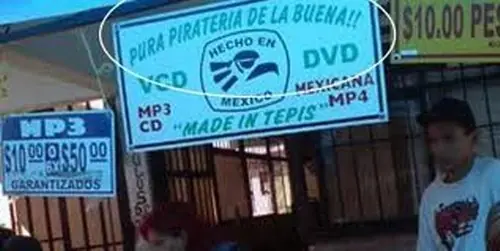 PURA PIRATERIA DE LA BUENA!!
HECHO EN
MEXICO
VCD
DVD
MP3
CD
MEXICANA
MP4
"MADE IN TEPIS"
MP3
$10.00 $50.00
GARANTIZADOS
$10.00